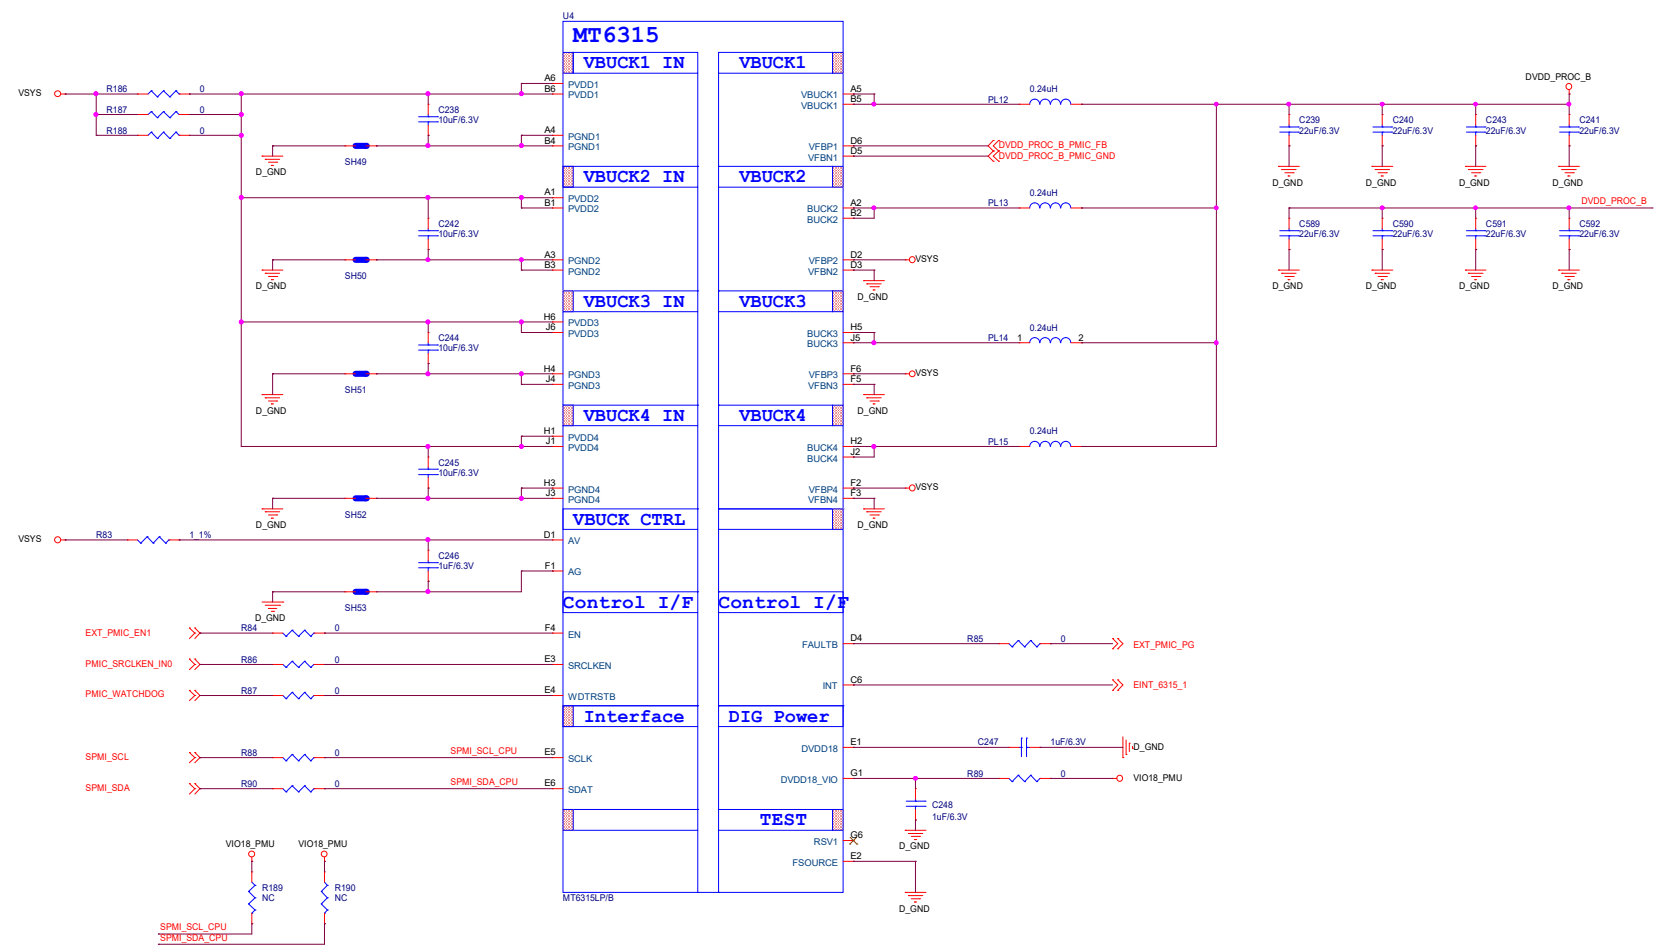 U4
MT6315
VBUCK1 IN VBUCK1
VSYS R186 0 A6 PVDD1
B6 PVDD1
R187 0
R188 0
C238
10uF/6.3V
A4 PGND1
B4 PGND1
SH49
D_GND
VBUCK1 A5
VBUCK1 B5
PL12 0.24uH
DVDD_PROC_B
C239 22uF/6.3V
C240 22uF/6.3V
C243 22uF/6.3V
C241 22uF/6.3V
D_GND D_GND D_GND D_GND
VFBP1 D6 DVDD_PROC_B_PMIC_FB
VFBN1 D5 DVDD_PROC_B_PMIC_GND
VBUCK2 IN VBUCK2
A1 PVDD2
B1 PVDD2
C242
10uF/6.3V
A3 PGND2
B3 PGND2
SH50
D_GND
BUCK2 A2
BUCK2 B2
PL13 0.24uH
DVDD_PROC_B
C589 22uF/6.3V
C590 22uF/6.3V
C591 22uF/6.3V
C592 22uF/6.3V
D_GND D_GND D_GND D_GND
VFBP2 D2 VSYS
VFBN2 D3
D_GND
VBUCK3 IN VBUCK3
H6 PVDD3
J6 PVDD3
C244
10uF/6.3V
H4 PGND3
J4 PGND3
SH51
D_GND
BUCK3 H5
BUCK3 J5
PL14 1 0.24uH 2
VFBP3 F6 VSYS
VFBN3 F5
D_GND
VBUCK4 IN VBUCK4
H1 PVDD4
J1 PVDD4
C245
10uF/6.3V
H3 PGND4
J3 PGND4
SH52
D_GND
BUCK4 H2
BUCK4 J2
PL15 0.24uH
VFBP4 F2 VSYS
VFBN4 F3
D_GND
VBUCK CTRL
VSYS R83 1_1% D1 AV
C246
1uF/6.3V
F1 AG
SH53
D_GND
Control I/F Control I/F
EXT_PMIC_EN1 R84 0 F4 EN
PMIC_SRCLKEN_IN0 R86 0 E3 SRCLKEN
PMIC_WATCHDOG R87 0 E4 WDTRSTB
FAULTB D4 R85 0 EXT_PMIC_PG
INT C6 EINT_6315_1
Interface DIG Power
SPMI_SCL R88 0 SPMI_SCL_CPU E5 SCLK
SPMI_SDA R90 0 SPMI_SDA_CPU E6 SDAT
DVDD18 E1 C247 1uF/6.3V D_GND
DVDD18_VIO G1 R89 0 VIO18_PMU
C248
1uF/6.3V
D_GND
TEST
RSV1 G6
FSOURCE E2
D_GND
MT6315LP/B
VIO18_PMU VIO18_PMU
R189
NC
R190
NC
SPMI_SCL_CPU
SPMI_SDA_CPU